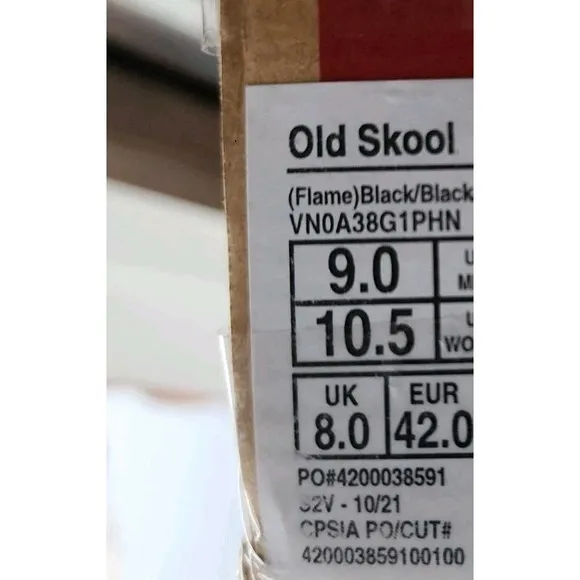 Old Skool
(Flame)Black/Black
VN0A38G1PHN
9.0 U M
10.5 U WO
UK EUR
8.0 42.0
PO#4200038591
S2V - 10/21
CPSIA PO/CUT#
420003859100100